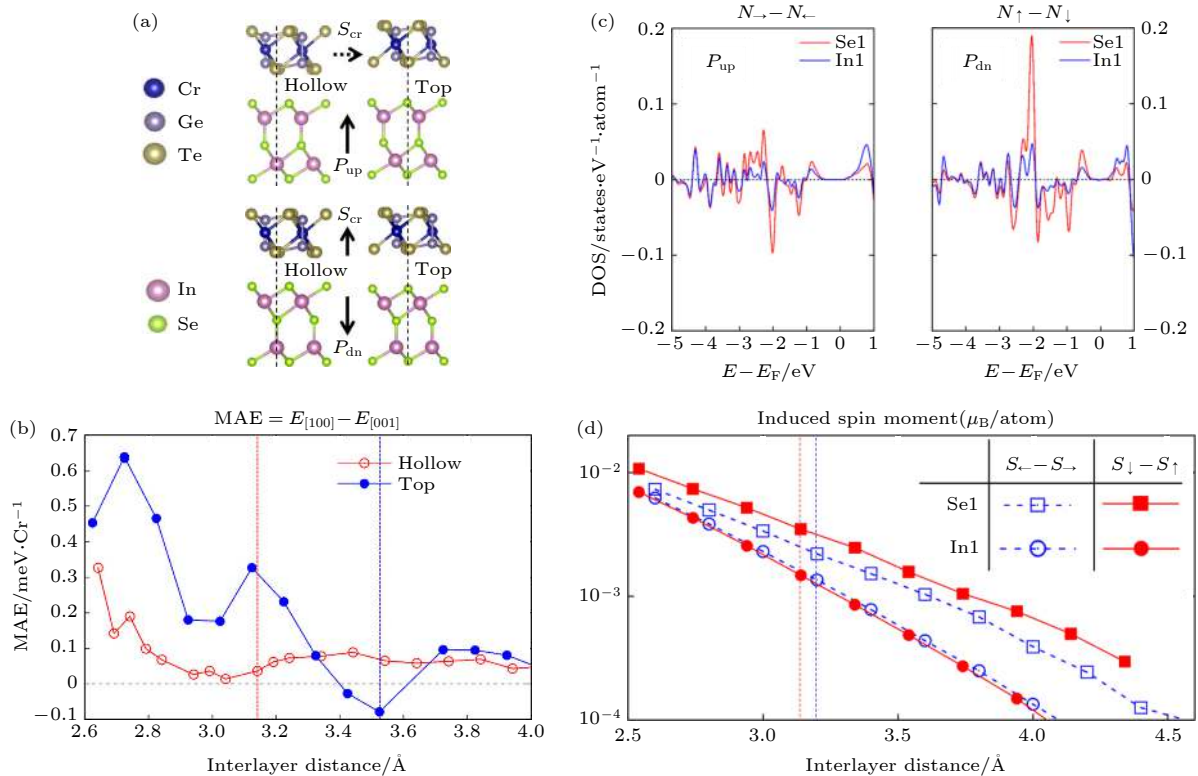 (a)
S_cr
Hollow
Top
Cr
Ge
Te
P_up
S_cr
Hollow
Top
In
Se
P_dn
(c)
N→−N←
N↑−N↓
Se1
In1
P_up
Se1
In1
P_dn
0.2
0.1
0
−0.1
−0.2
0.2
0.1
0
−0.1
−0.2
DOS/states·eV⁻¹·atom⁻¹
−5 −4 −3 −2 −1 0 1
−5 −4 −3 −2 −1 0 1
E−E_F/eV
E−E_F/eV
(b)
MAE = E_[100]−E_[001]
Hollow
Top
0.7
0.6
0.5
0.4
0.3
0.2
0.1
0
−0.1
MAE/meV·Cr⁻¹
2.6 2.8 3.0 3.2 3.4 3.6 3.8 4.0
Interlayer distance/Å
Induced spin moment(μ_B/atom)
(d)
S←−S→ S↓−S↑
Se1
In1
10⁻²
10⁻³
10⁻⁴
2.5 3.0 3.5 4.0 4.5
Interlayer distance/Å